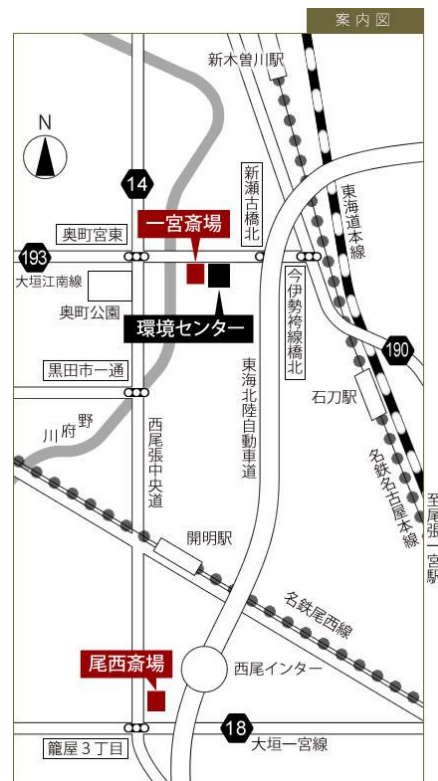 案内図
新木曽川駅
N
14
新瀬古橋北
東海道本線
一宮斎場
奥町宮東
193
大垣江南線
奥町公園
環境センター
今伊勢袴線橋北
190
黒田市一通
東海北陸自動車道
石刀駅
野府川
西尾張中央道
名鉄名古屋本線
至尾張一宮駅
開明駅
名鉄尾西線
尾西斎場
西尾インター
18
籠屋3丁目
大垣一宮線